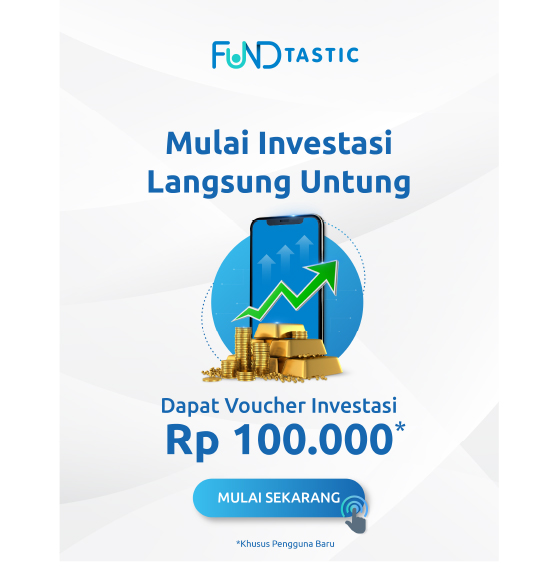 FUNDTASTIC
Mulai Investasi
Langsung Untung
Dapat Voucher Investasi
Rp 100.000*
MULAI SEKARANG
*Khusus Pengguna Baru